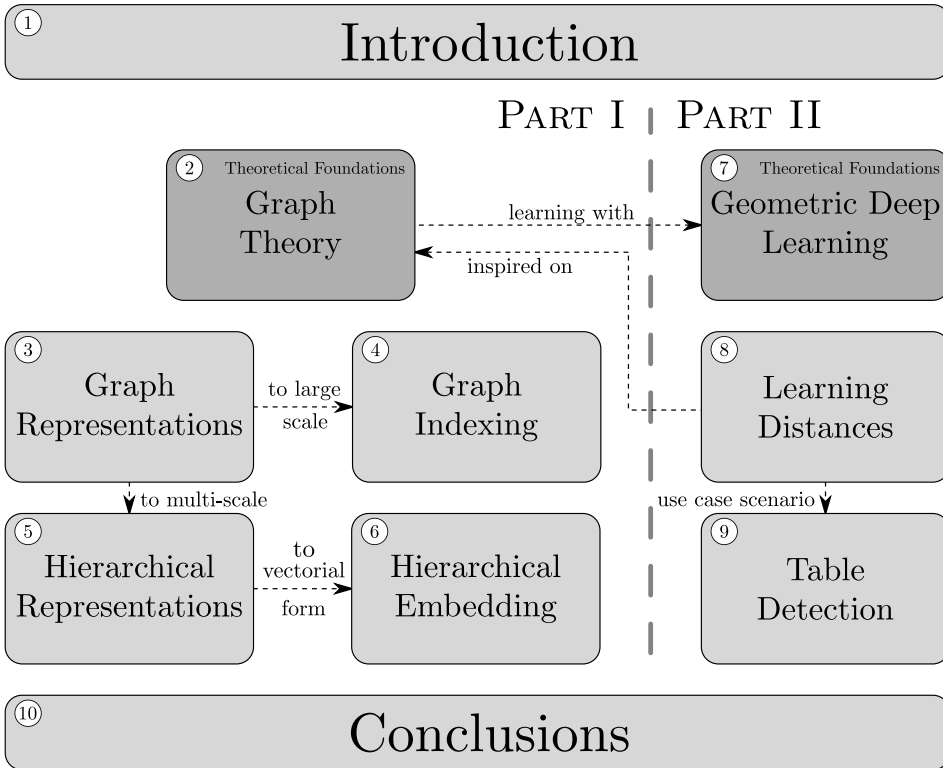 1
Introduction
PART I
PART II
2
Theoretical Foundations
Graph
Theory
learning with
inspired on
7
Theoretical Foundations
Geometric Deep
Learning
3
Graph
Representations
to large
scale
4
Graph
Indexing
8
Learning
Distances
to multi-scale
use case scenario
5
Hierarchical
Representations
to
vectorial
form
6
Hierarchical
Embedding
9
Table
Detection
10
Conclusions